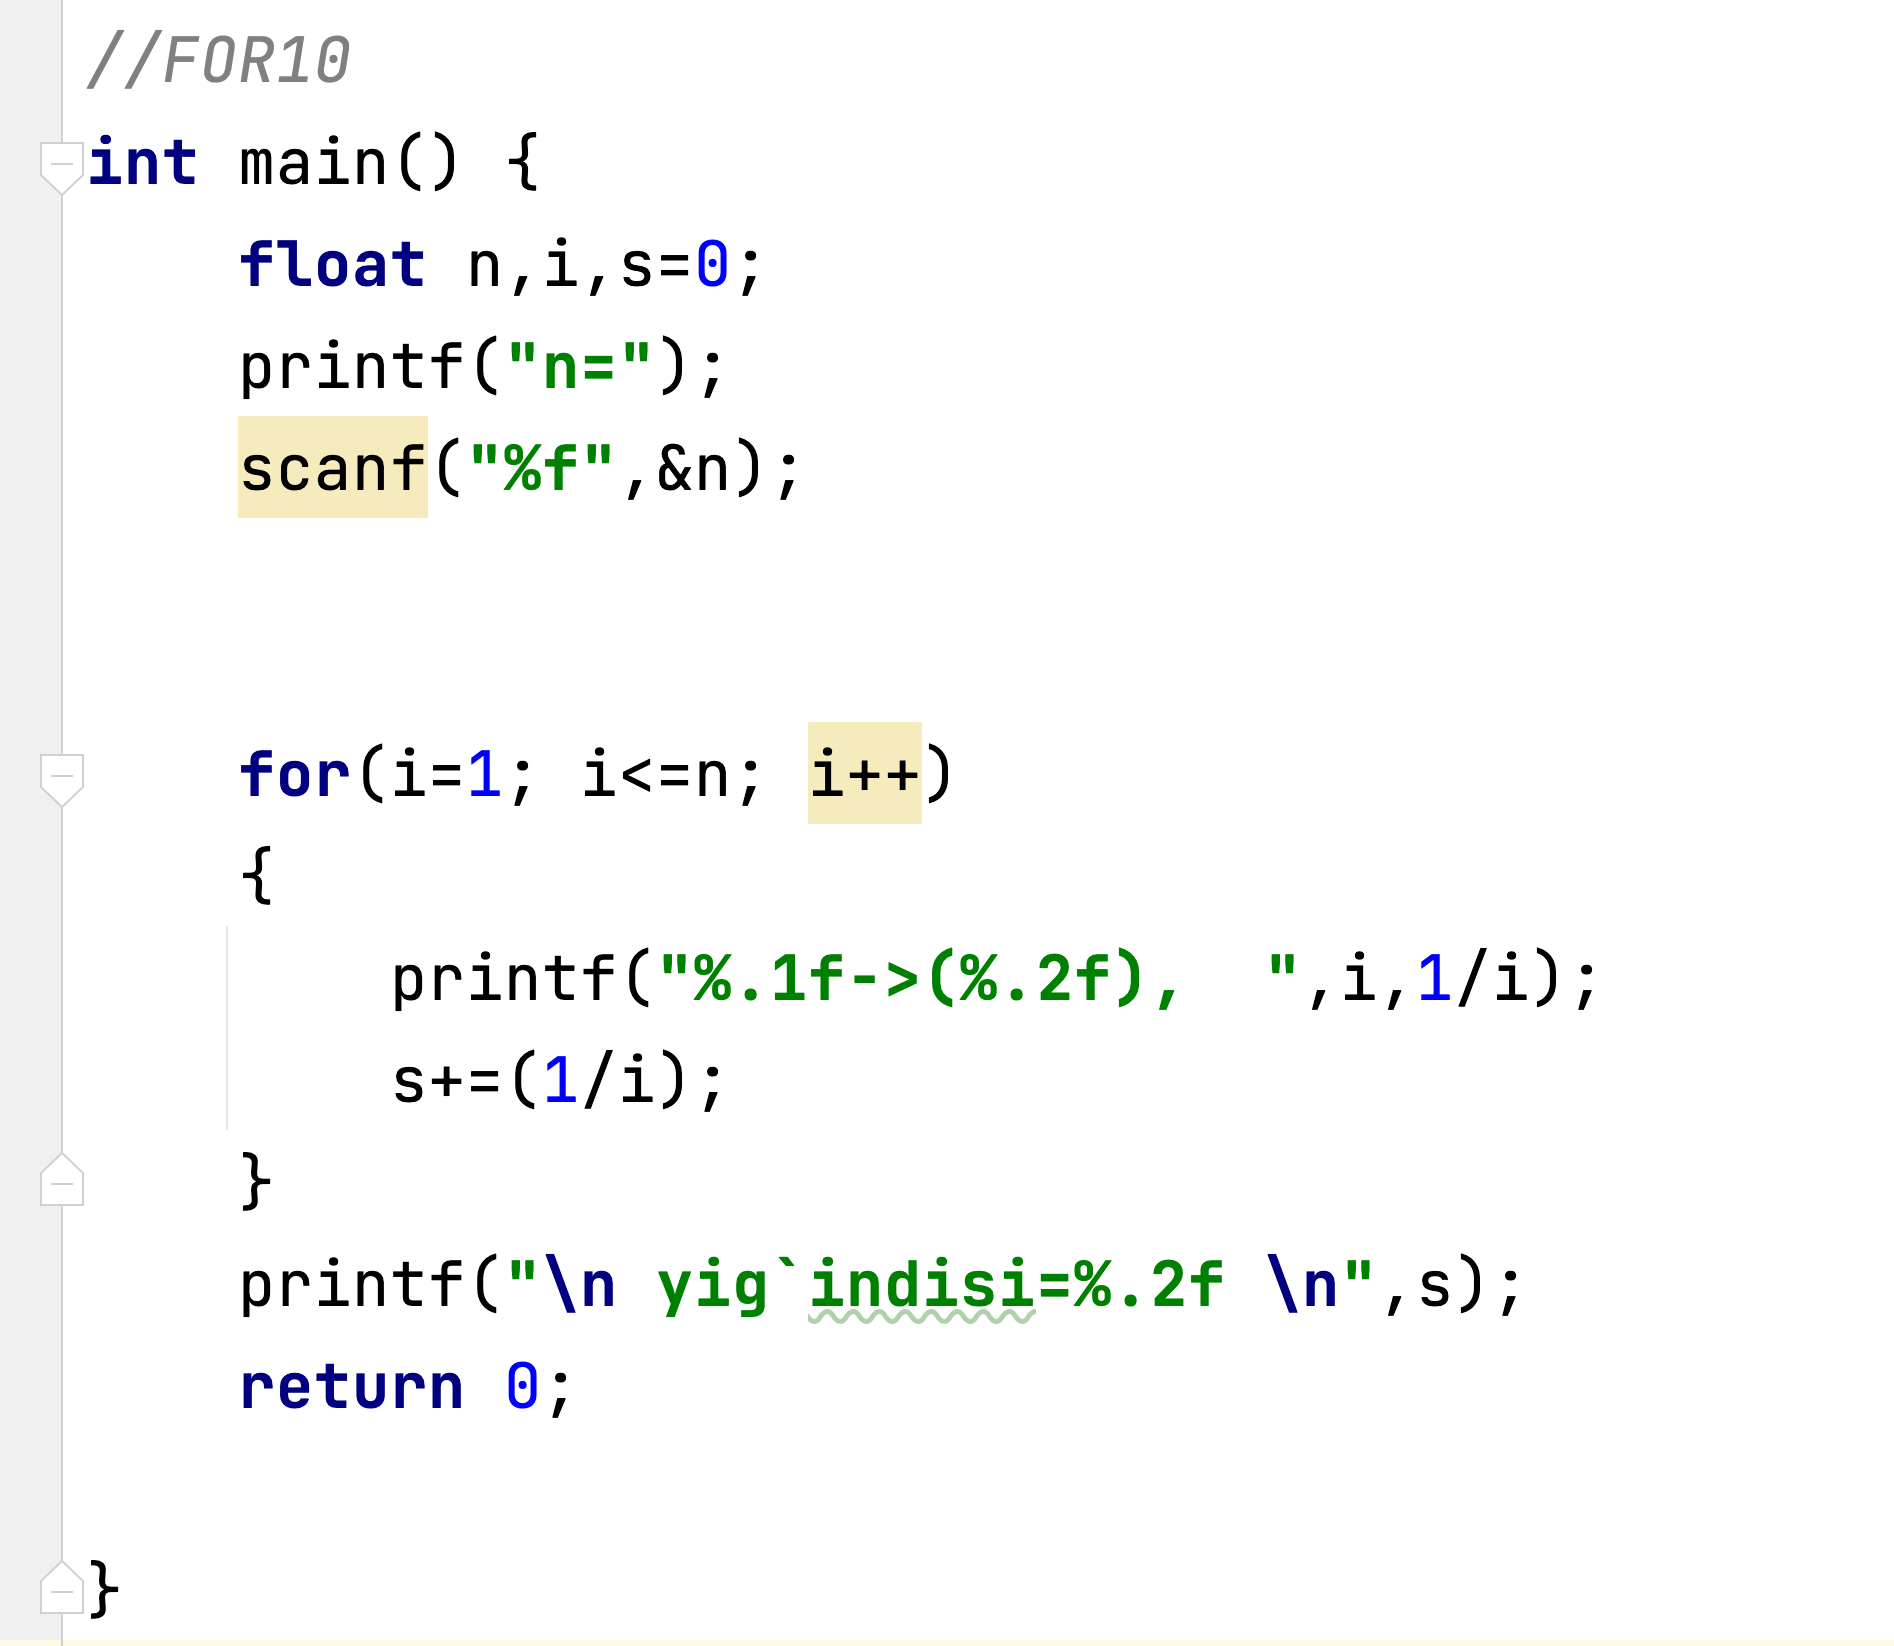 //FOR10
int main() {
    float n,i,s=0;
    printf("n=");
    scanf("%f",&n);
    for(i=1; i<=n; i++)
    {
        printf("%.1f->(%.2f),  ",i,1/i);
        s+=(1/i);
    }
    printf("\n yig`indisi=%.2f \n",s);
    return 0;
}